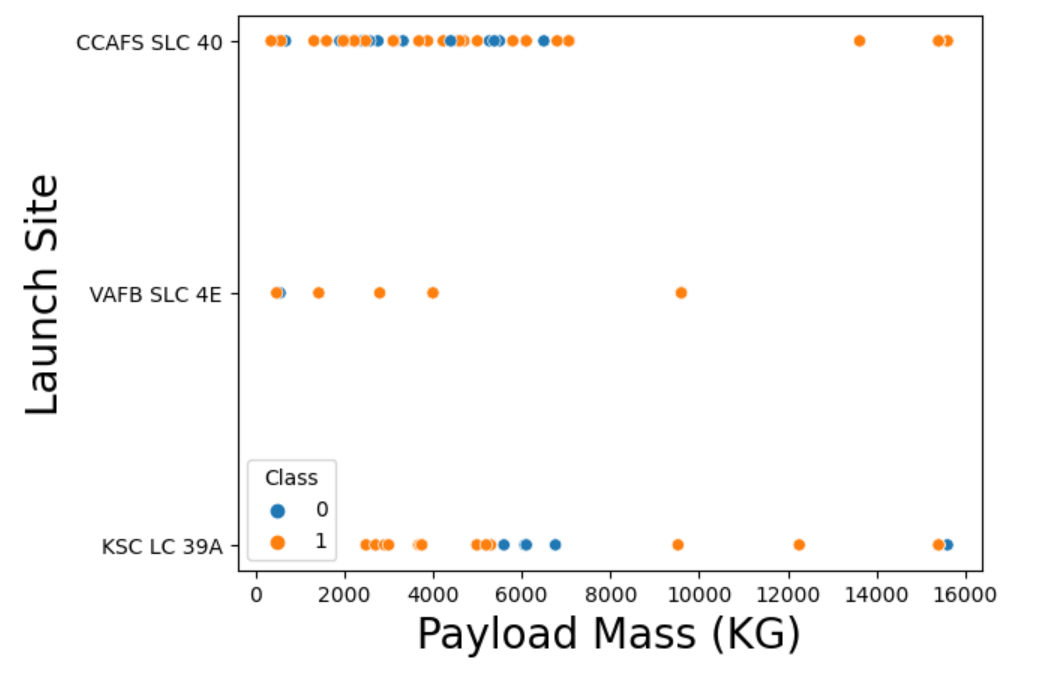 CCAFS SLC 40
VAFB SLC 4E
KSC LC 39A
Launch Site
Class
0
1
0 2000 4000 6000 8000 10000 12000 14000 16000
Payload Mass (KG)